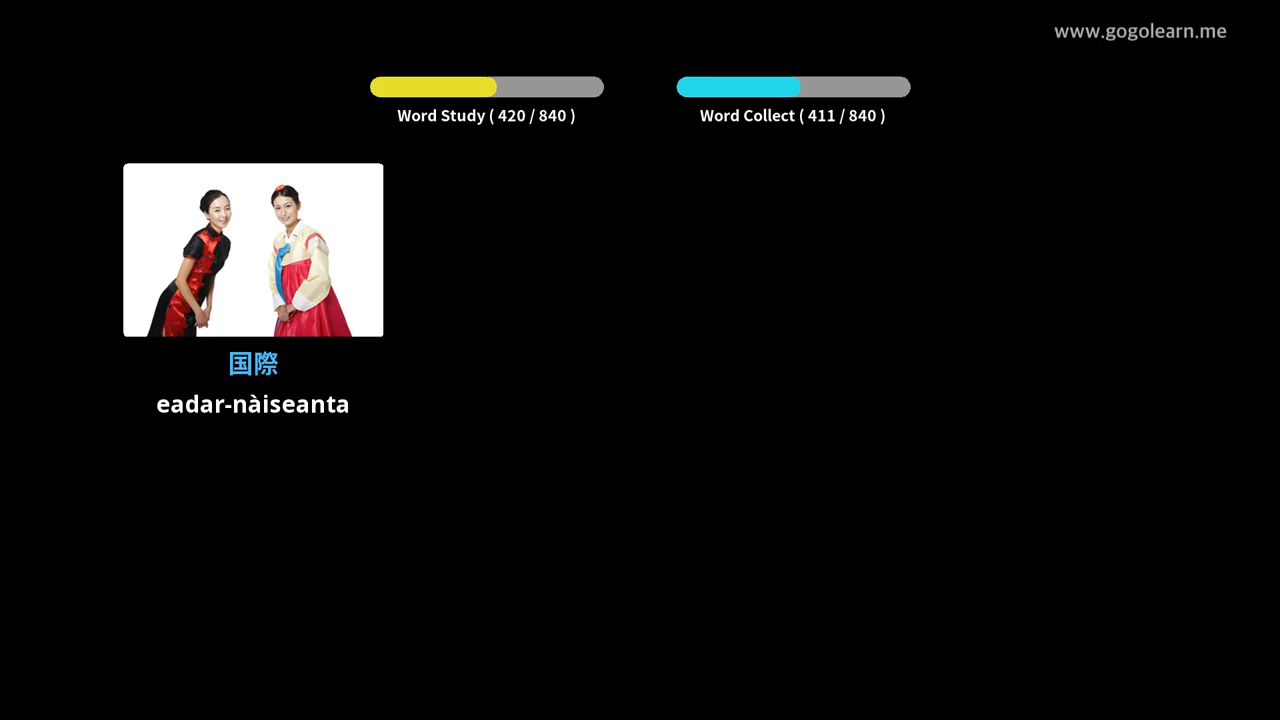 www.gogolearn.me
Word Study ( 420 / 840 )
Word Collect ( 411 / 840 )
国際
eadar-nàiseanta